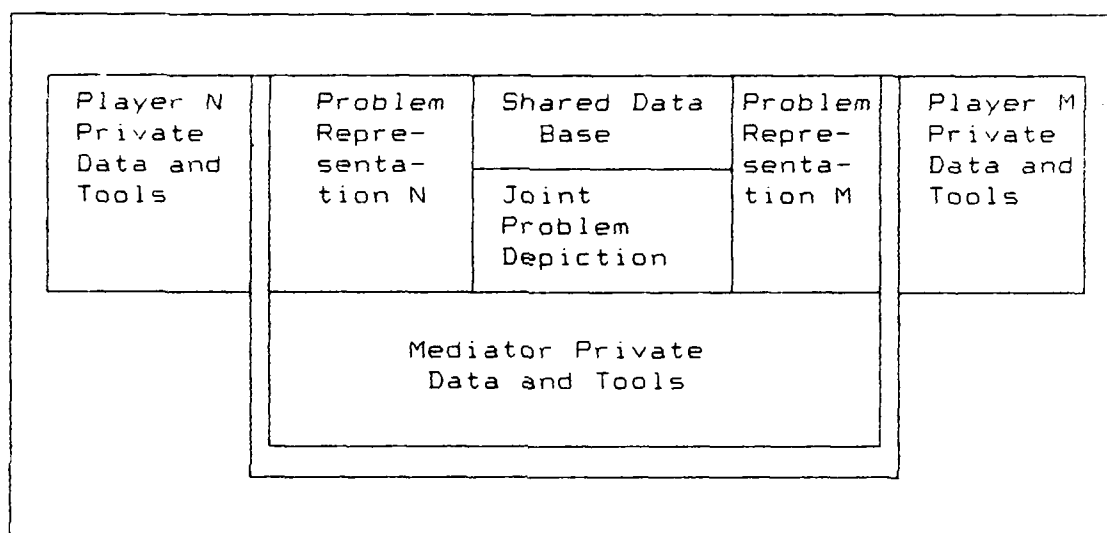 Player N
Private
Data and
Tools
Problem
Repre-
senta-
tion N
Shared Data
Base
Joint
Problem
Depiction
Problem
Repre-
senta-
tion M
Player M
Private
Data and
Tools
Mediator Private
Data and Tools